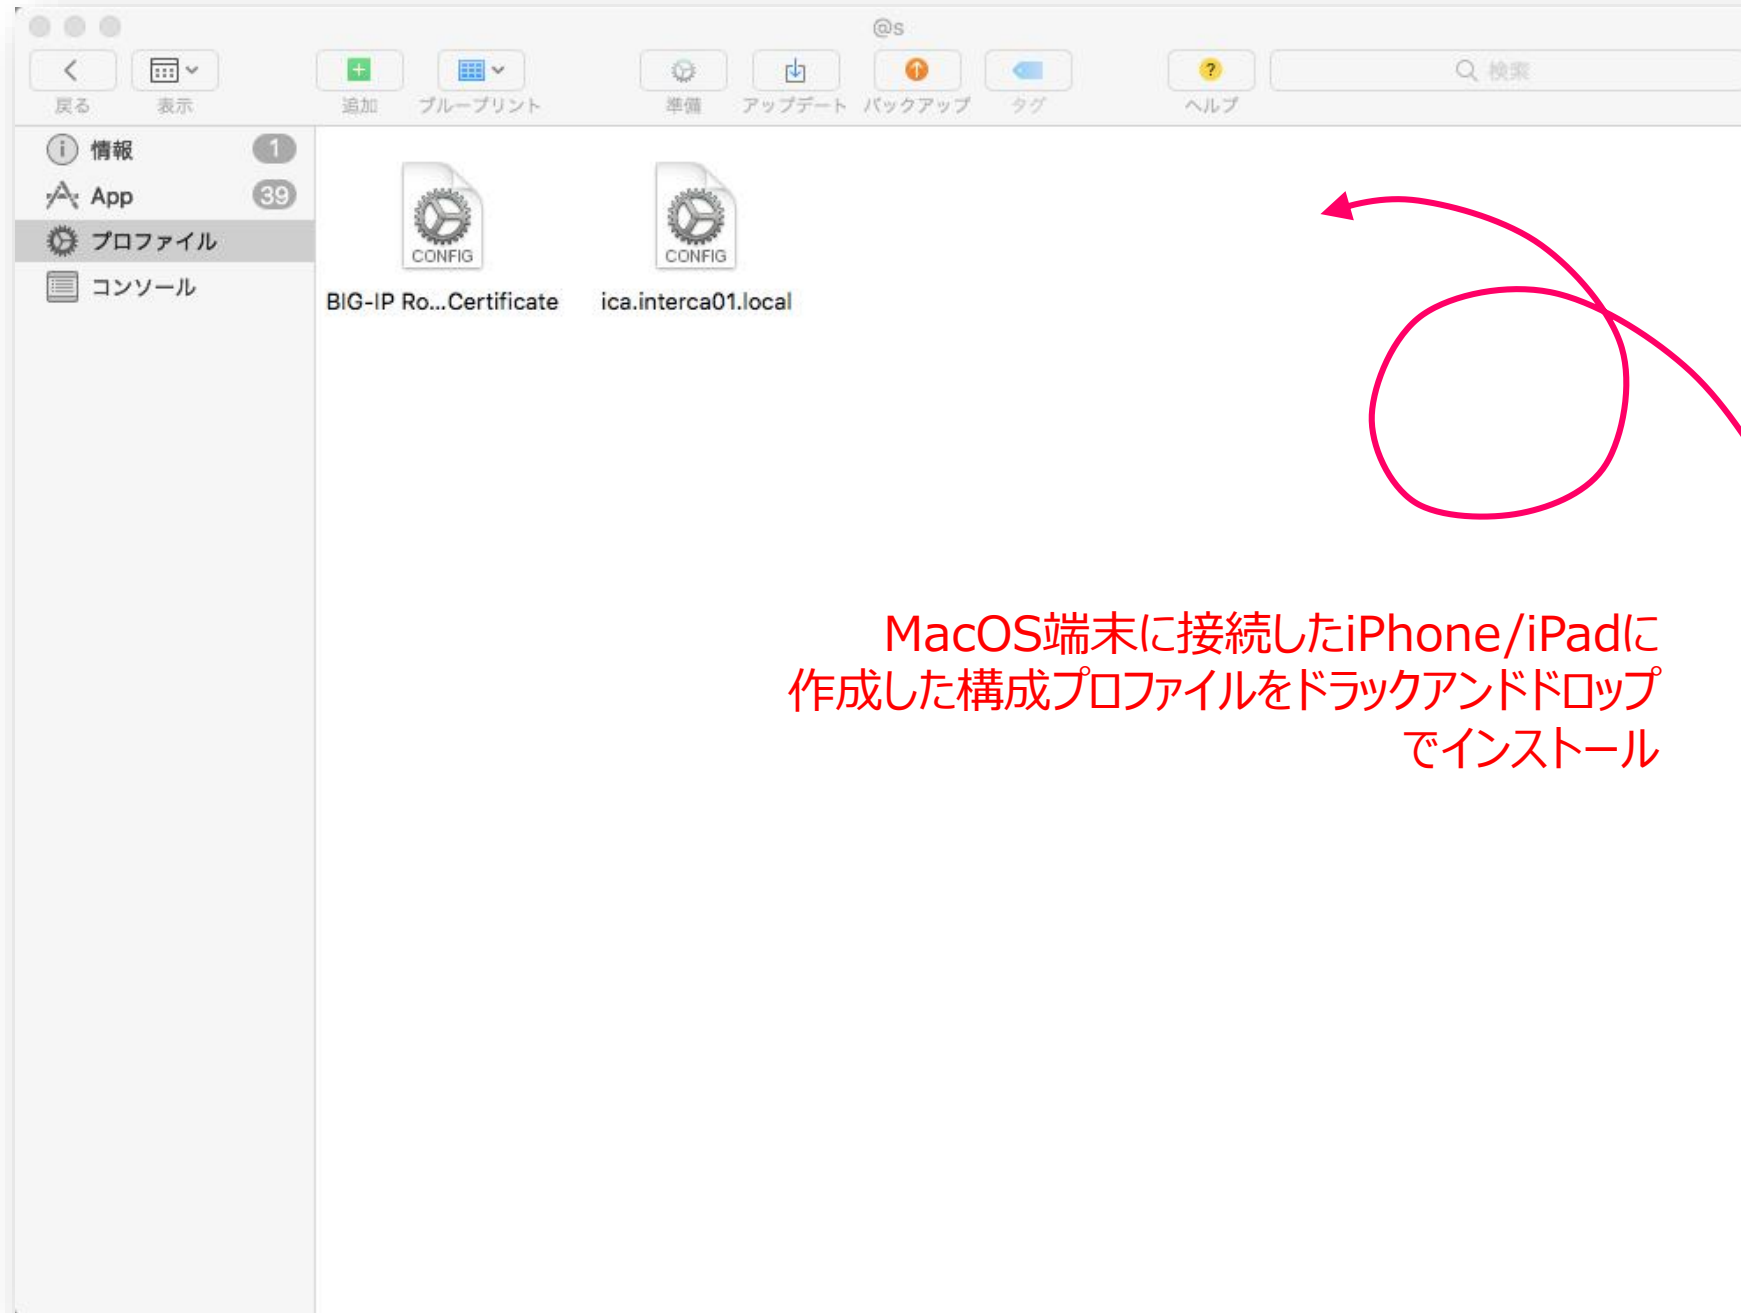 @s
戻る
表示
追加
ブループリント
準備
アップデート
バックアップ
タグ
ヘルプ
検索
情報
1
App
39
プロファイル
コンソール
CONFIG
CONFIG
BIG-IP Ro...Certificate
ica.interca01.local
MacOS端末に接続したiPhone/iPadに
作成した構成プロファイルをドラックアンドドロップ
でインストール